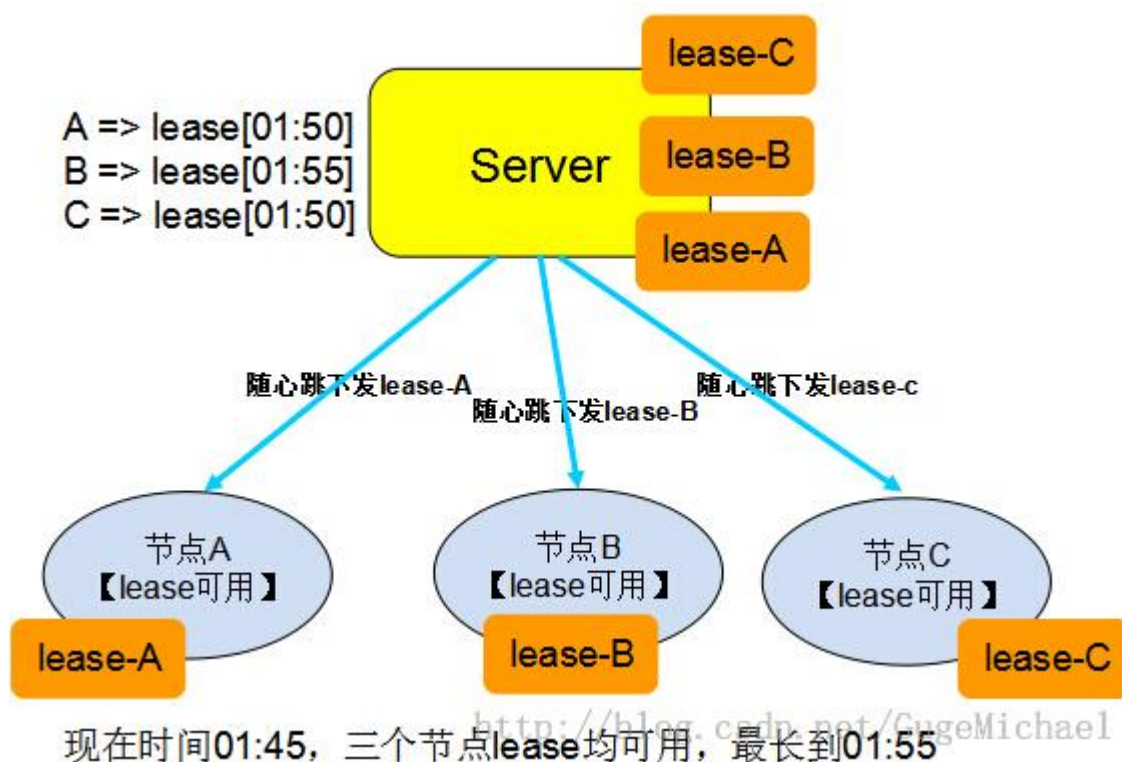 lease-C
A => lease[01:50]
B => lease[01:55]
C => lease[01:50]
Server
lease-B
lease-A
随心跳下发lease-A
随心跳下发lease-B
随心跳下发lease-c
节点A
【lease可用】
节点B
【lease可用】
节点C
【lease可用】
lease-A
lease-B
lease-C
http://blog.csdn.net/GugeMichael
现在时间01:45，三个节点lease均可用，最长到01:55